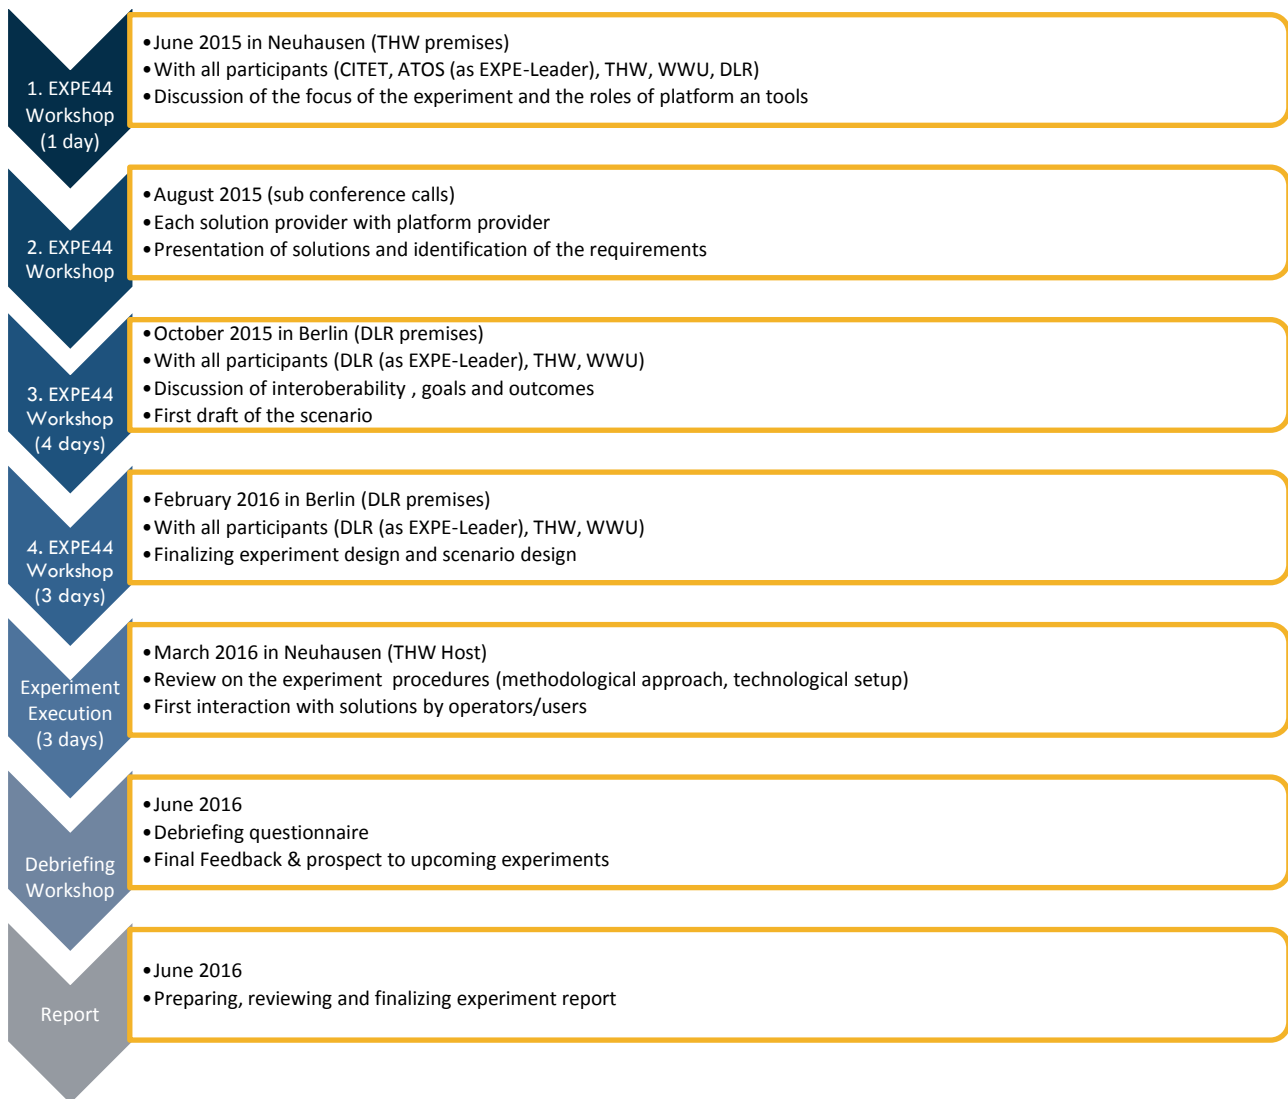 1. EXPE44
Workshop
(1 day)
•June 2015 in Neuhausen (THW premises)
•With all participants (CITET, ATOS (as EXPE-Leader), THW, WWU, DLR)
•Discussion of the focus of the experiment and the roles of platform an tools
2. EXPE44
Workshop
•August 2015 (sub conference calls)
•Each solution provider with platform provider
•Presentation of solutions and identification of the requirements
3. EXPE44
Workshop
(4 days)
•October 2015 in Berlin (DLR premises)
•With all participants (DLR (as EXPE-Leader), THW, WWU)
•Discussion of interoberability , goals and outcomes
•First draft of the scenario
4. EXPE44
Workshop
(3 days)
•February 2016 in Berlin (DLR premises)
•With all participants (DLR (as EXPE-Leader), THW, WWU)
•Finalizing experiment design and scenario design
Experiment
Execution
(3 days)
•March 2016 in Neuhausen (THW Host)
•Review on the experiment procedures (methodological approach, technological setup)
•First interaction with solutions by operators/users
Debriefing
Workshop
•June 2016
•Debriefing questionnaire
•Final Feedback & prospect to upcoming experiments
Report
•June 2016
•Preparing, reviewing and finalizing experiment report